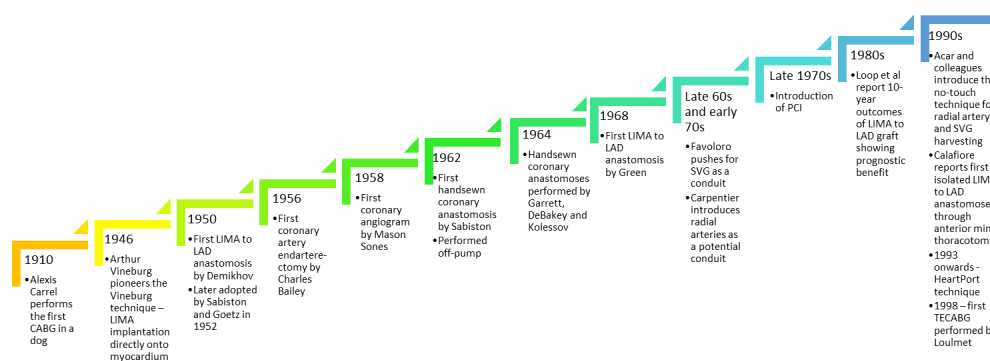 1910
•Alexis
Carrel
performs
the first
CABG in a
dog
1946
•Arthur
Vineburg
pioneers the
Vineburg
technique –
LIMA
implantation
directly onto
myocardium
1950
•First LIMA to
LAD
anastomosis
by Demikhov
•Later adopted
by Sabiston
and Goetz in
1952
1956
•First
coronary
artery
endartere-
ctomy by
Charles
Bailey
1958
•First
coronary
angiogram
by Mason
Sones
1962
•First
handsewn
coronary
anastomosis
by Sabiston
•Performed
off-pump
1964
•Handsewn
coronary
anastomoses
performed by
Garrett,
DeBakey and
Kolessov
1968
•First LIMA to
LAD
anastomosis
by Green
Late 60s
and early
70s
•Favoloro
pushes for
SVG as a
conduit
•Carpentier
introduces
radial
arteries as
a potential
conduit
Late 1970s
•Introduction
of PCI
1980s
•Loop et al
report 10-
year
outcomes
of LIMA to
LAD graft
showing
prognostic
benefit
1990s
•Acar and
colleagues
introduce
no-touch
technique
radial artery
and SVG
harvesting
•Calafiore
reports first
isolated
to LAD
through
anterior
•1993
onwards -
HeartPort
technique
•1998 – first
TECABG
performed
Loulmet